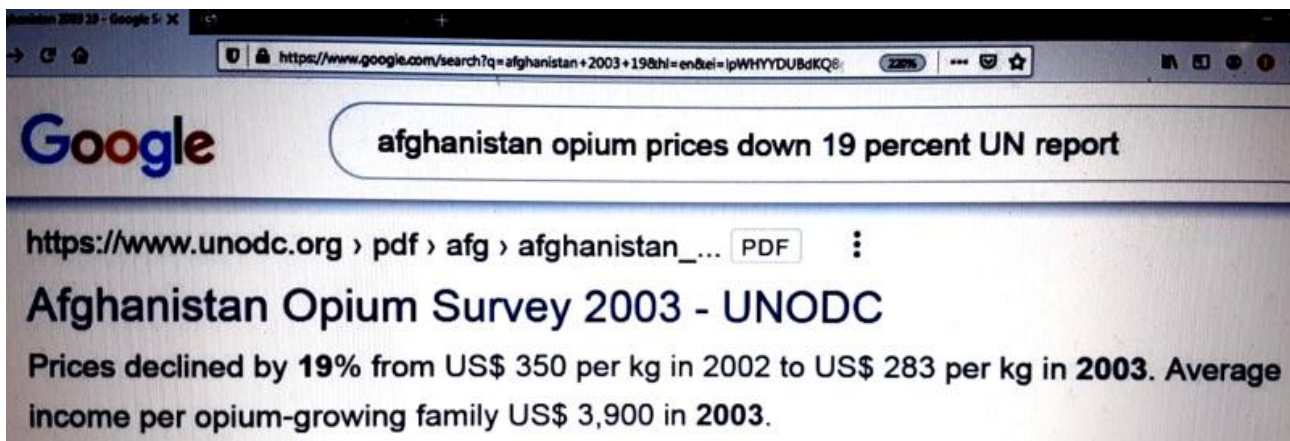 https://www.google.com/search?q=afghanistan+2003+19&hl=en&ei=
Google
afghanistan opium prices down 19 percent UN report
https://www.unodc.org › pdf › afg › afghanistan_... PDF
Afghanistan Opium Survey 2003 - UNODC
Prices declined by 19% from US$ 350 per kg in 2002 to US$ 283 per kg in 2003. Average
income per opium-growing family US$ 3,900 in 2003.